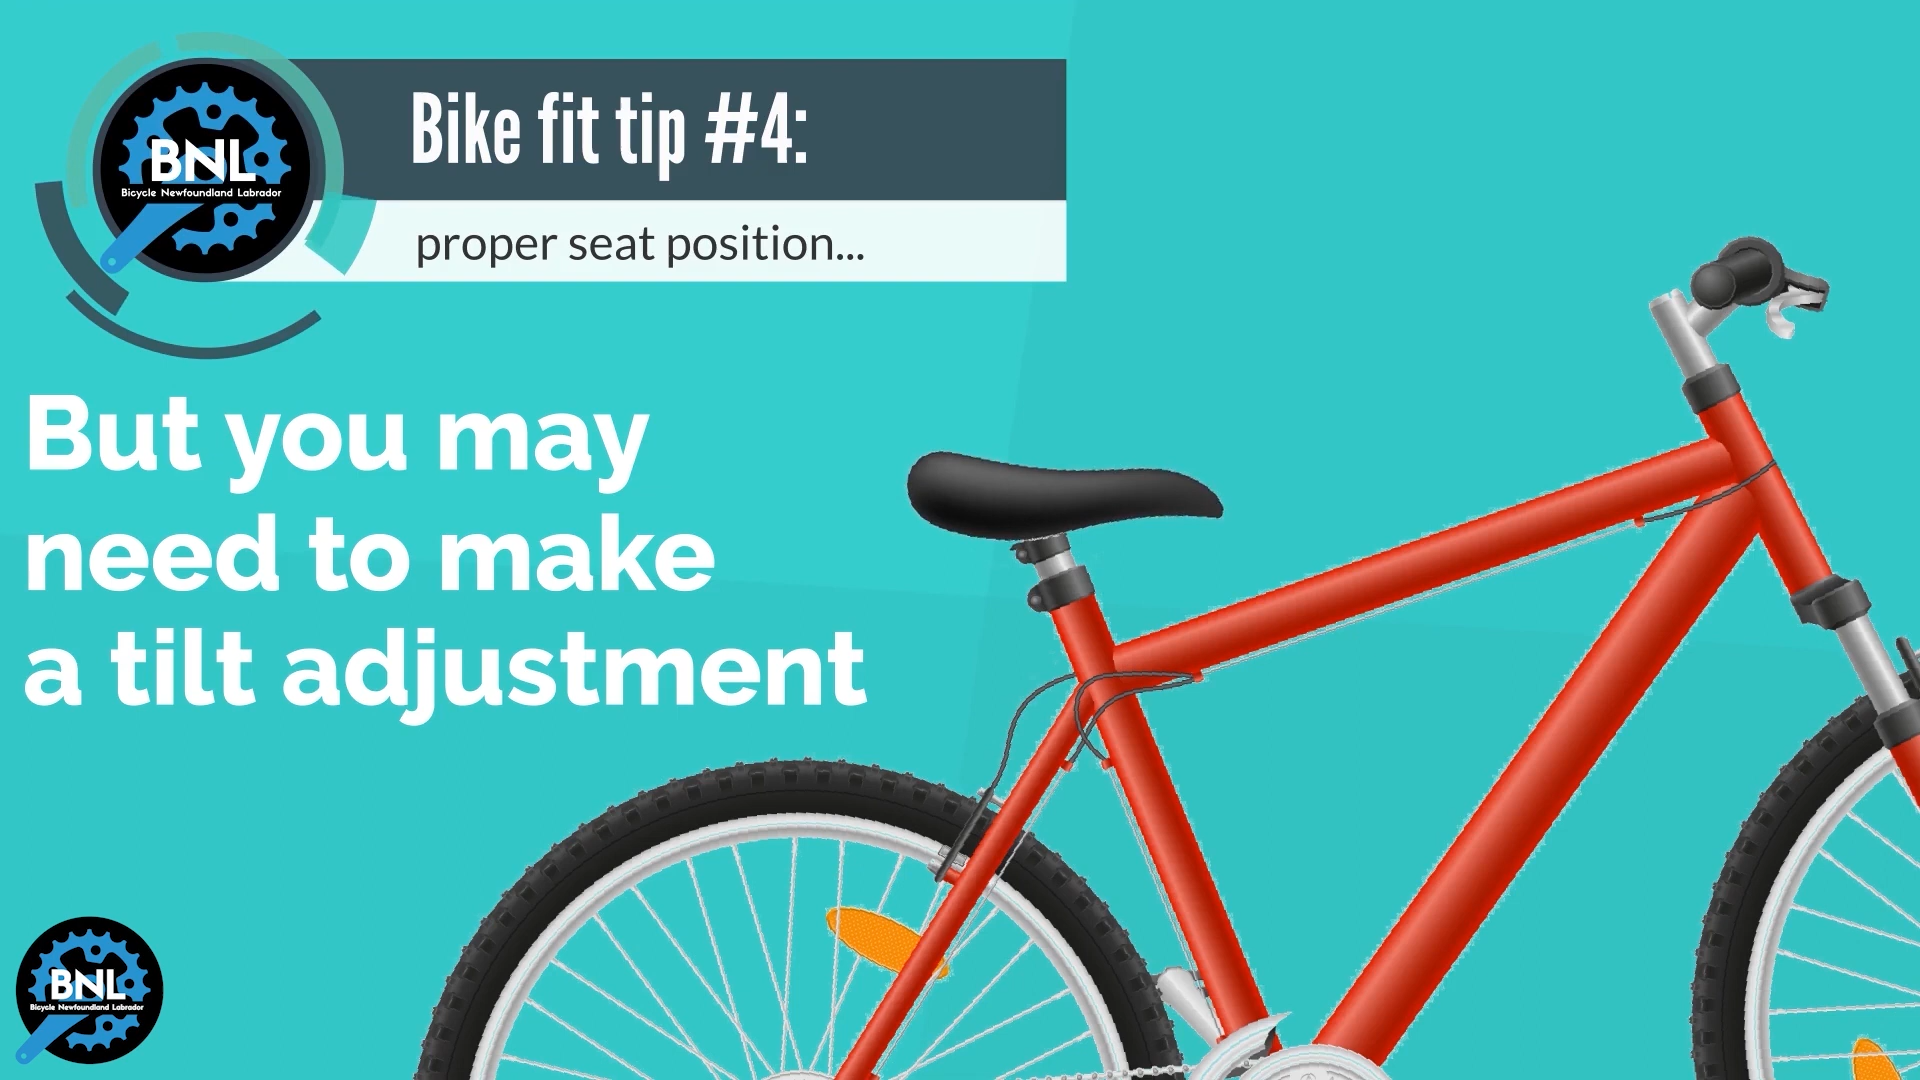 BNL
Bicycle Newfoundland Labrador
Bike fit tip #4:
proper seat position...
But you may
need to make
a tilt adjustment
BNL
Bicycle Newfoundland Labrador